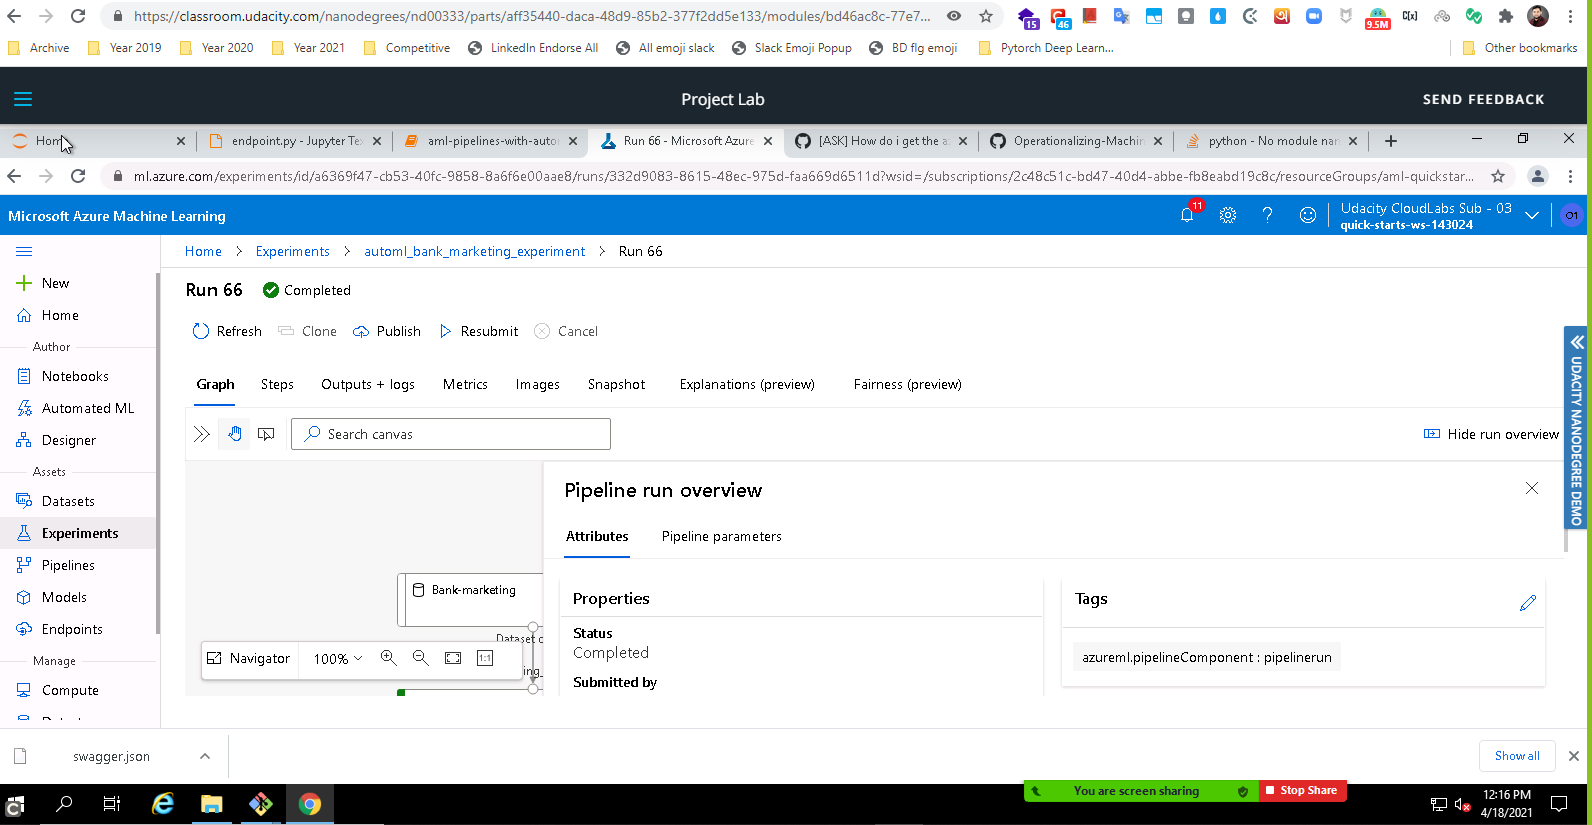 https://classroom.udacity.com/nanodegrees/nd00333/parts/aff35440-daca-48d9-85b2-377f2dd5e133/modules/bd46ac8c-77e7...
15
46
9.5M
Archive
Year 2019
Year 2020
Year 2021
Competitive
LinkedIn Endorse All
All emoji slack
Slack Emoji Popup
BD flg emoji
Pytorch Deep Learn...
Other bookmarks
Project Lab
SEND FEEDBACK
Hom
endpoint.py - Jupyter Te
aml-pipelines-with-auto
Run 66 - Microsoft Azure
[ASK] How do i get the a
Operationalizing-Machin
python - No module nam
ml.azure.com/experiments/id/a6369f47-cb53-40fc-9858-8a6f6e00aae8/runs/332d9083-8615-48ec-975d-faa669d6511d?wsid=/subscriptions/2c48c51c-bd47-40d4-abbe-fb8eabd19c8c/resourceGroups/aml-quickstar...
Microsoft Azure Machine Learning
11
Udacity CloudLabs Sub - 03
quick-starts-ws-143024
O1
New
Home
Author
Notebooks
Automated ML
Designer
Assets
Datasets
Experiments
Pipelines
Models
Endpoints
Manage
Compute
Home > Experiments > automl_bank_marketing_experiment > Run 66
Run 66
Completed
Refresh
Clone
Publish
Resubmit
Cancel
Graph
Steps
Outputs + logs
Metrics
Images
Snapshot
Explanations (preview)
Fairness (preview)
Search canvas
Hide run overview
UDACITY NANODEGREE DEMO
Bank-marketing
Dataset
Navigator
100%
1:1
Pipeline run overview
Attributes
Pipeline parameters
Properties
Status
Completed
Submitted by
Tags
azureml.pipelineComponent : pipelinerun
swagger.json
Show all
You are screen sharing
Stop Share
12:16 PM
4/18/2021